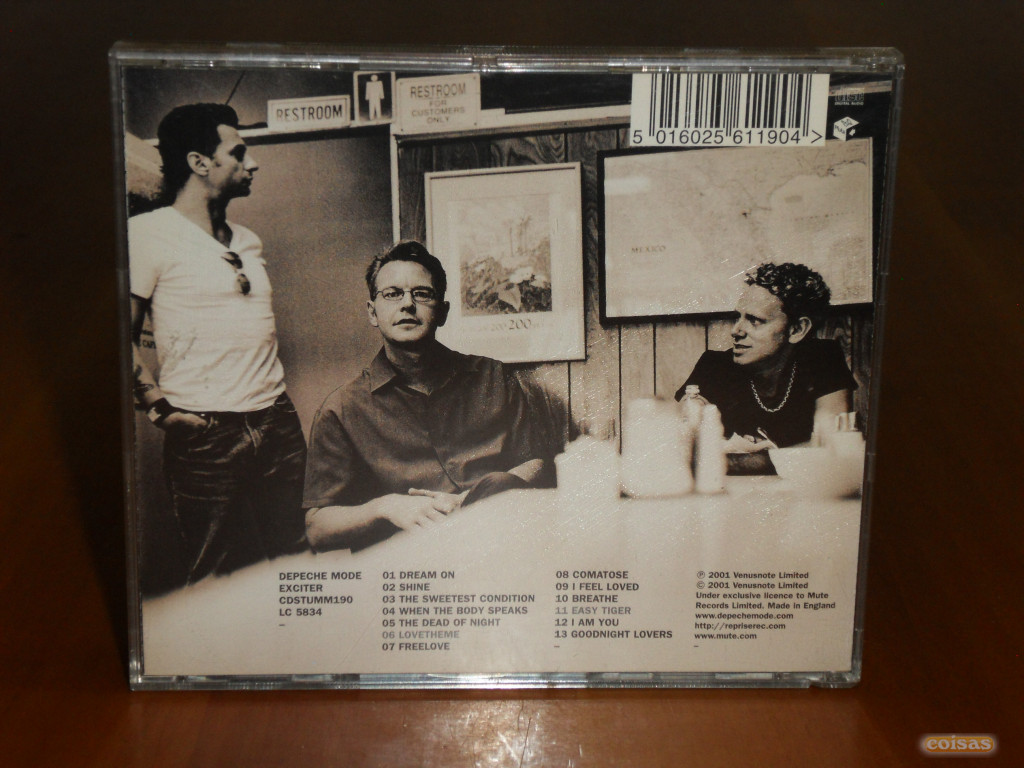 RESTROOM
RESTROOM
FOR
CUSTOMERS
ONLY
5 016025 611904 >
MEXICO
200
DEPECHE MODE
EXCITER
CDSTUMM190
LC 5834
–
01 DREAM ON
02 SHINE
03 THE SWEETEST CONDITION
04 WHEN THE BODY SPEAKS
05 THE DEAD OF NIGHT
06 LOVETHEME
07 FREELOVE
08 COMATOSE
09 I FEEL LOVED
10 BREATHE
11 EASY TIGER
12 I AM YOU
13 GOODNIGHT LOVERS
–
℗ 2001 Venusnote Limited
© 2001 Venusnote Limited
Under exclusive licence to Mute
Records Limited. Made in England
www.depechemode.com
http://repriserec.com
www.mute.com
–
coisas